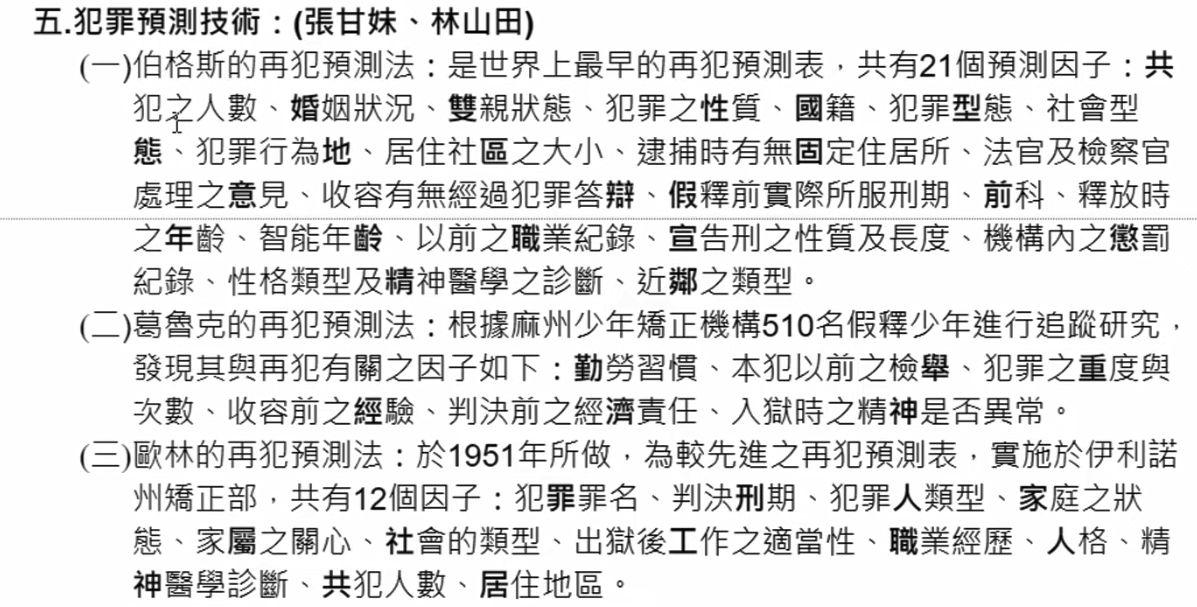 五.犯罪預測技術：(張甘妹、林山田)
(一)伯格斯的再犯預測法：是世界上最早的再犯預測表，共有21個預測因子：共
犯之人數、婚姻狀況、雙親狀態、犯罪之性質、國籍、犯罪型態、社會型
態、犯罪行為地、居住社區之大小、逮捕時有無固定住居所、法官及檢察官
處理之意見、收容有無經過犯罪答辯、假釋前實際所服刑期、前科、釋放時
之年齡、智能年齡、以前之職業紀錄、宣告刑之性質及長度、機構內之懲罰
紀錄、性格類型及精神醫學之診斷、近鄰之類型。
(二)葛魯克的再犯預測法：根據麻州少年矯正機構510名假釋少年進行追蹤研究，
發現其與再犯有關之因子如下：勤勞習慣、本犯以前之檢舉、犯罪之重度與
次數、收容前之經驗、判決前之經濟責任、入獄時之精神是否異常。
(三)歐林的再犯預測法：於1951年所做，為較先進之再犯預測表，實施於伊利諾
州矯正部，共有12個因子：犯罪罪名、判決刑期、犯罪人類型、家庭之狀
態、家屬之關心、社會的類型、出獄後工作之適當性、職業經歷、人格、精
神醫學診斷、共犯人數、居住地區。